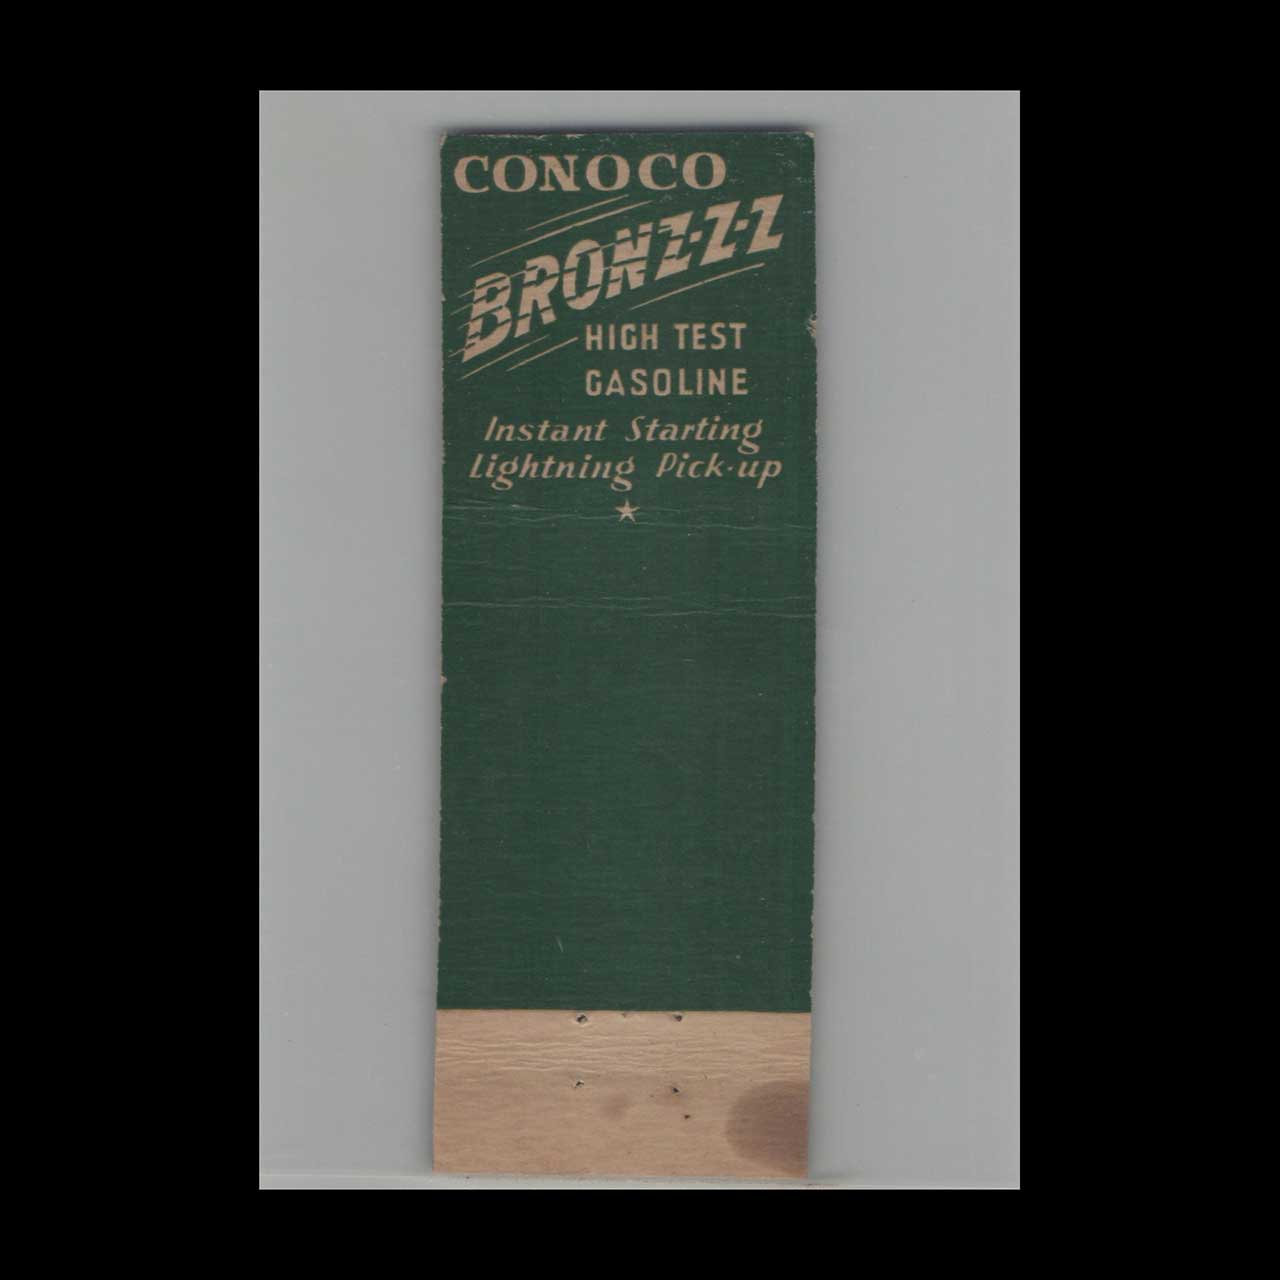 CONOCO
BRONZ-Z-Z
HIGH TEST
GASOLINE
Instant Starting
Lightning Pick-up